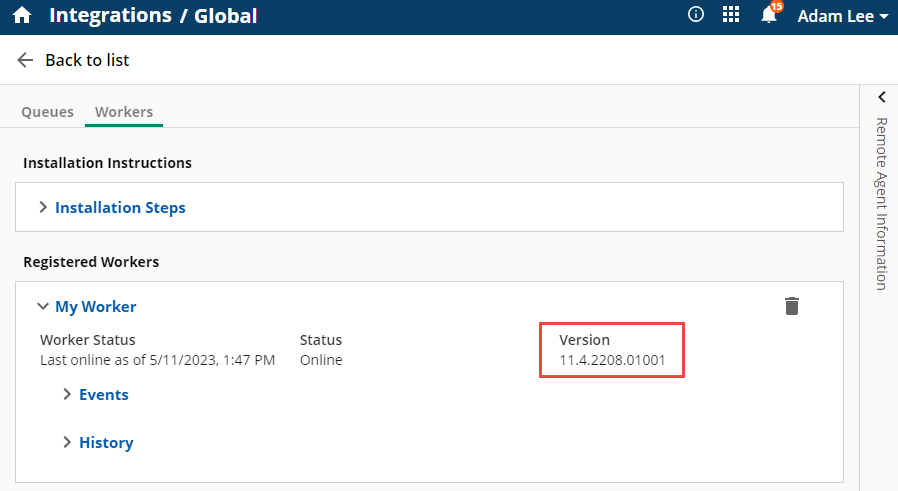 Integrations / Global
15
Adam Lee
Back to list
Queues
Workers
Remote Agent Information
Installation Instructions
Installation Steps
Registered Workers
My Worker
Worker Status
Status
Version
Last online as of 5/11/2023, 1:47 PM
Online
11.4.2208.01001
Events
History